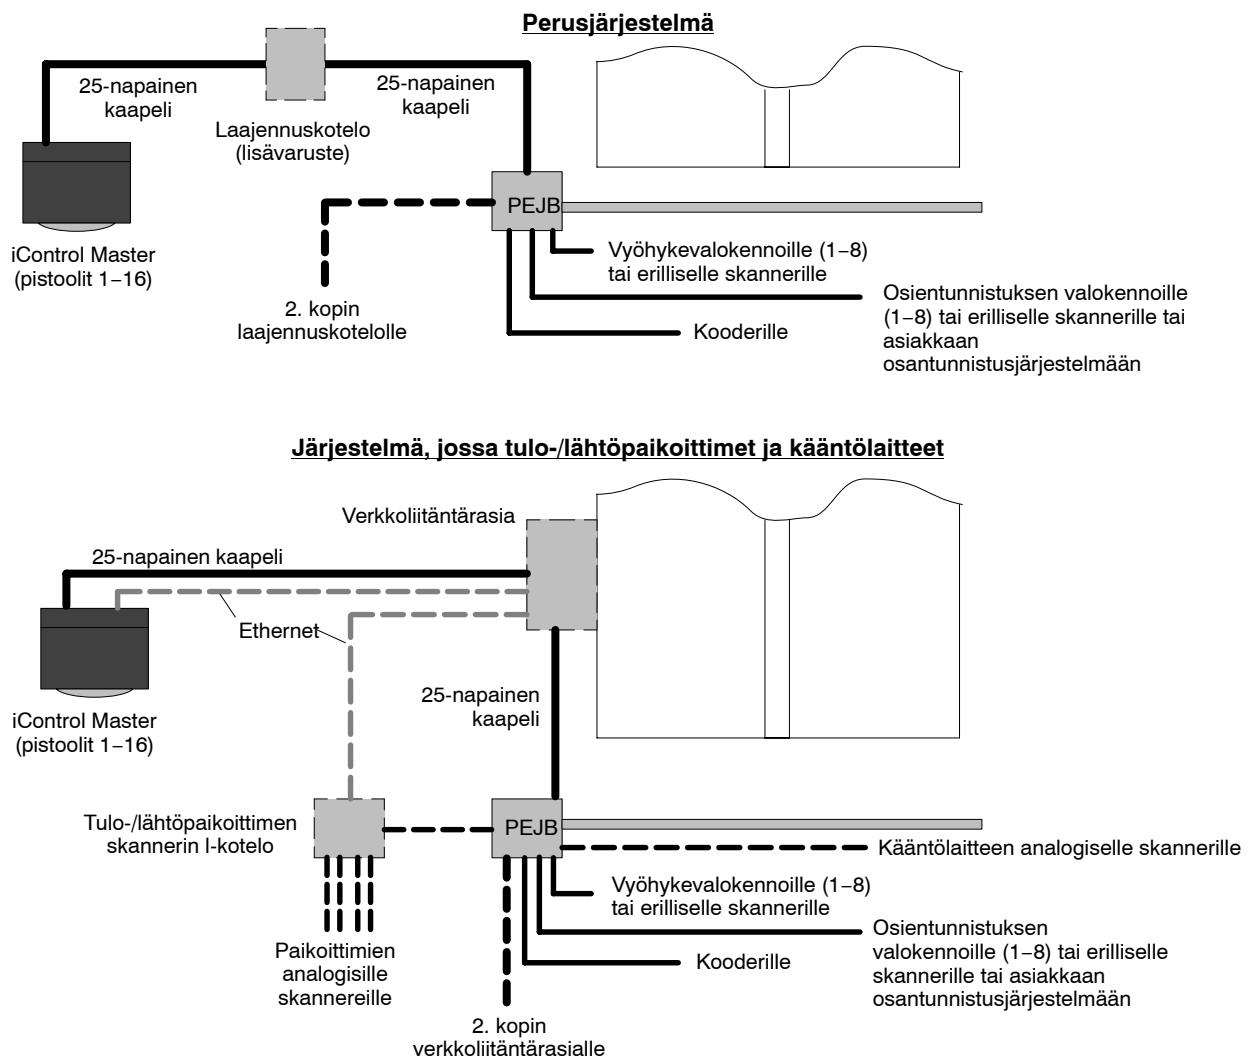 Perusjärjestelmä
25-napainen
kaapeli
25-napainen
kaapeli
Laajennuskotelo
(lisävaruste)
PEJB
iControl Master
(pistoolit 1–16)
2. kopin
laajennuskotelolle
Vyöhykevalokennoille (1–8)
tai erilliselle skannerille
Osientunnistuksen valokennoille
(1–8) tai erilliselle skannerille tai
asiakkaan
osantunnistusjärjestelmään
Kooderille
Järjestelmä, jossa tulo-/lähtöpaikoittimet ja kääntölaitteet
Verkkoliitäntärasia
25-napainen kaapeli
Ethernet
25-napainen
kaapeli
iControl Master
(pistoolit 1–16)
Tulo-/lähtöpaikoittimen
skannerin I-kotelo
PEJB
Kääntölaitteen analogiselle skannerille
Vyöhykevalokennoille (1–8)
tai erilliselle skannerille
Osientunnistuksen
valokennoille (1–8) tai erilliselle
skannerille tai asiakkaan
osantunnistusjärjestelmään
Kooderille
Paikoittimien
analogisille
skannereille
2. kopin
verkkoliitäntärasialle